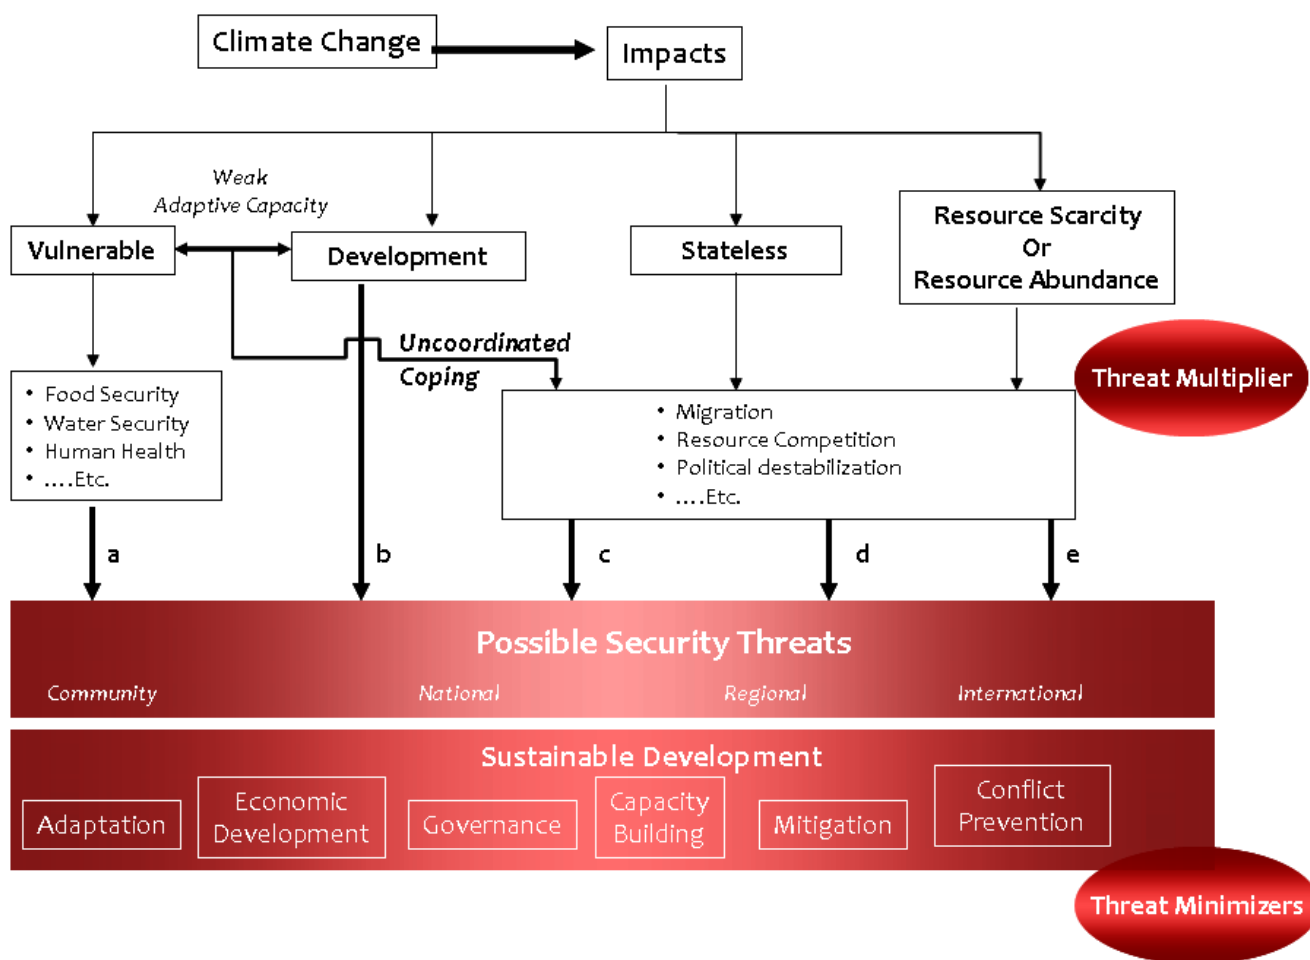 Climate Change
Impacts
Weak
Adaptive Capacity
Vulnerable
Development
Stateless
Resource Scarcity
Or
Resource Abundance
Uncoordinated
Coping
Threat Multiplier
• Food Security
• Water Security
• Human Health
• ....Etc.
• Migration
• Resource Competition
• Political destabilization
• ....Etc.
a
b
c
d
e
Possible Security Threats
Community
National
Regional
International
Sustainable Development
Adaptation
Economic
Development
Governance
Capacity
Building
Mitigation
Conflict
Prevention
Threat Minimizers